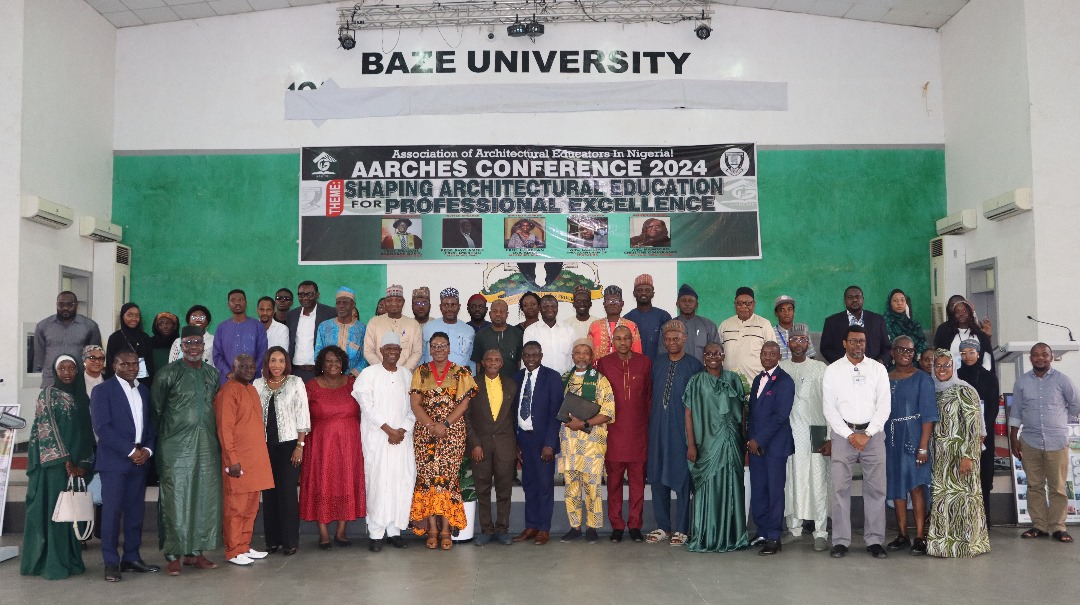 BAZE UNIVERSITY
Association of Architectural Educators In Nigeria!
AARCHES CONFERENCE 2024
THEME:
SHAPING ARCHITECTURAL EDUCATION
FOR PROFESSIONAL EXCELLENCE